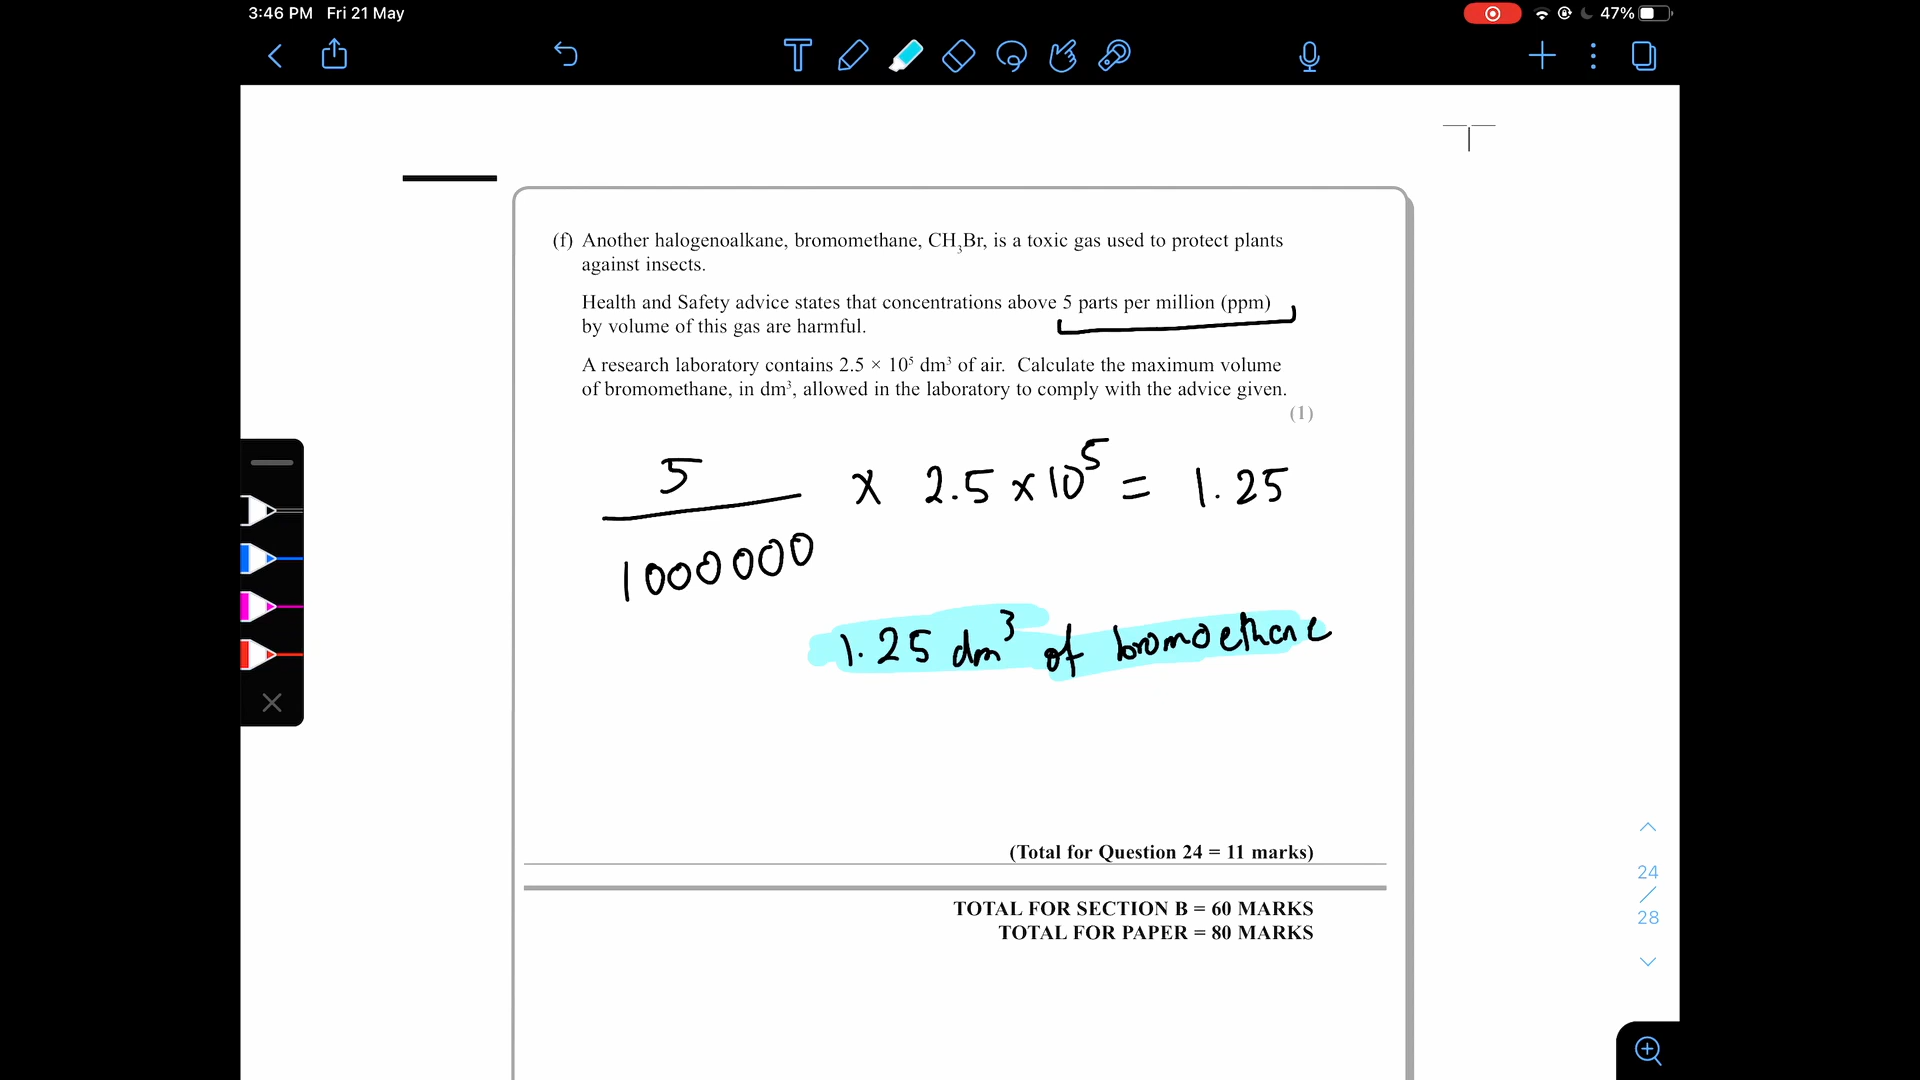 3:46 PM Fri 21 May
47%
(f) Another halogenoalkane, bromomethane, CH₃Br, is a toxic gas used to protect plants
against insects.
Health and Safety advice states that concentrations above 5 parts per million (ppm)
by volume of this gas are harmful.
A research laboratory contains 2.5 × 10⁵ dm³ of air. Calculate the maximum volume
of bromomethane, in dm³, allowed in the laboratory to comply with the advice given.
(1)
5
× 2.5 × 10⁵ = 1.25
1000000
1.25 dm³ of bromoethane
(Total for Question 24 = 11 marks)
TOTAL FOR SECTION B = 60 MARKS
TOTAL FOR PAPER = 80 MARKS
24
/
28